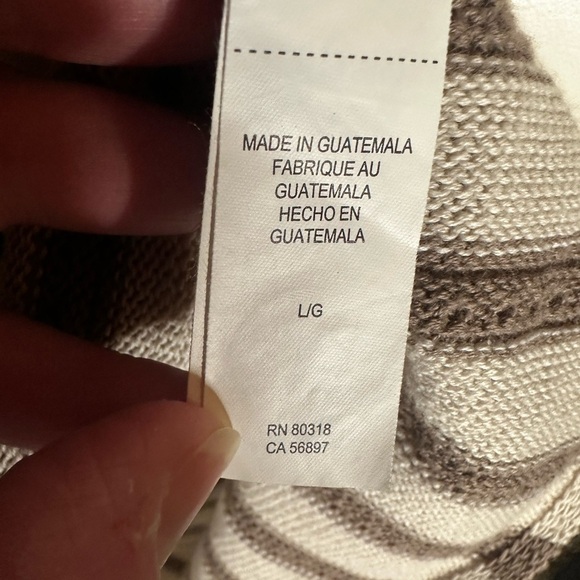 MADE IN GUATEMALA
FABRIQUE AU
GUATEMALA
HECHO EN
GUATEMALA
L/G
RN 80318
CA 56897